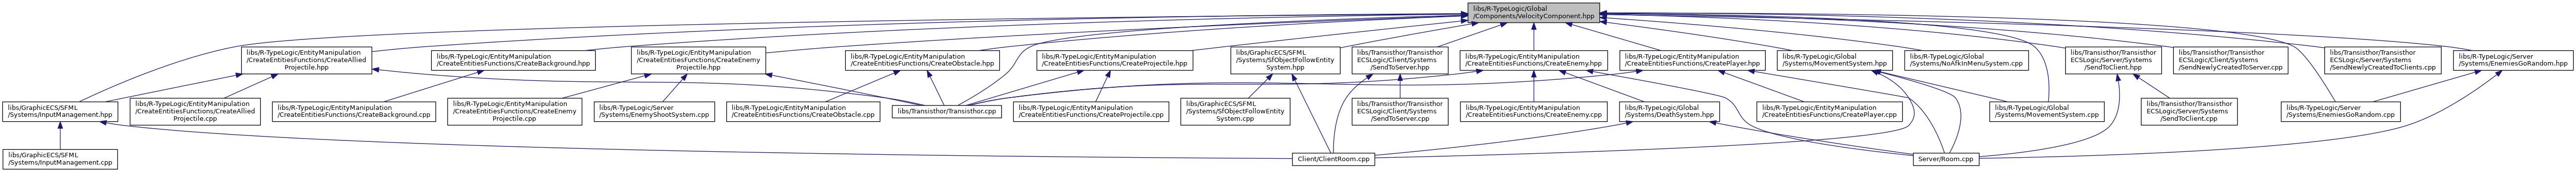 libs/R-TypeLogic/Global
/Components/VelocityComponent.hpp
libs/R-TypeLogic/EntityManipulation
/CreateEntitiesFunctions/CreateAllied
Projectile.hpp
libs/R-TypeLogic/EntityManipulation
/CreateEntitiesFunctions/CreateBackground.hpp
libs/R-TypeLogic/EntityManipulation
/CreateEntitiesFunctions/CreateEnemy
Projectile.hpp
libs/R-TypeLogic/EntityManipulation
/CreateEntitiesFunctions/CreateObstacle.hpp
libs/R-TypeLogic/EntityManipulation
/CreateEntitiesFunctions/CreateProjectile.hpp
libs/GraphicECS/SFML
/Systems/SfObjectFollowEntity
System.hpp
libs/Transisthor/Transisthor
ECSLogic/Client/Systems
/SendToServer.hpp
libs/R-TypeLogic/EntityManipulation
/CreateEntitiesFunctions/CreateEnemy.hpp
libs/R-TypeLogic/EntityManipulation
/CreateEntitiesFunctions/CreatePlayer.hpp
libs/R-TypeLogic/Global
/Systems/MovementSystem.hpp
libs/R-TypeLogic/Global
/Systems/NoAfkInMenuSystem.cpp
libs/Transisthor/Transisthor
ECSLogic/Server/Systems
/SendToClient.hpp
libs/Transisthor/Transisthor
ECSLogic/Client/Systems
/SendNewlyCreatedToServer.cpp
libs/Transisthor/Transisthor
ECSLogic/Server/Systems
/SendNewlyCreatedToClients.cpp
libs/R-TypeLogic/Server
/Systems/EnemiesGoRandom.hpp
libs/GraphicECS/SFML
/Systems/InputManagement.hpp
libs/R-TypeLogic/EntityManipulation
/CreateEntitiesFunctions/CreateAllied
Projectile.cpp
libs/R-TypeLogic/EntityManipulation
/CreateEntitiesFunctions/CreateBackground.cpp
libs/R-TypeLogic/EntityManipulation
/CreateEntitiesFunctions/CreateEnemy
Projectile.cpp
libs/R-TypeLogic/Server
/Systems/EnemyShootSystem.cpp
libs/R-TypeLogic/EntityManipulation
/CreateEntitiesFunctions/CreateObstacle.cpp
libs/Transisthor/Transisthor.cpp
libs/R-TypeLogic/EntityManipulation
/CreateEntitiesFunctions/CreateProjectile.cpp
libs/GraphicECS/SFML
/Systems/SfObjectFollowEntity
System.cpp
libs/Transisthor/Transisthor
ECSLogic/Client/Systems
/SendToServer.cpp
libs/R-TypeLogic/EntityManipulation
/CreateEntitiesFunctions/CreateEnemy.cpp
libs/R-TypeLogic/Global
/Systems/DeathSystem.hpp
libs/R-TypeLogic/EntityManipulation
/CreateEntitiesFunctions/CreatePlayer.cpp
libs/R-TypeLogic/Global
/Systems/MovementSystem.cpp
libs/Transisthor/Transisthor
ECSLogic/Server/Systems
/SendToClient.cpp
libs/R-TypeLogic/Server
/Systems/EnemiesGoRandom.cpp
libs/GraphicECS/SFML
/Systems/InputManagement.cpp
Client/ClientRoom.cpp
Server/Room.cpp